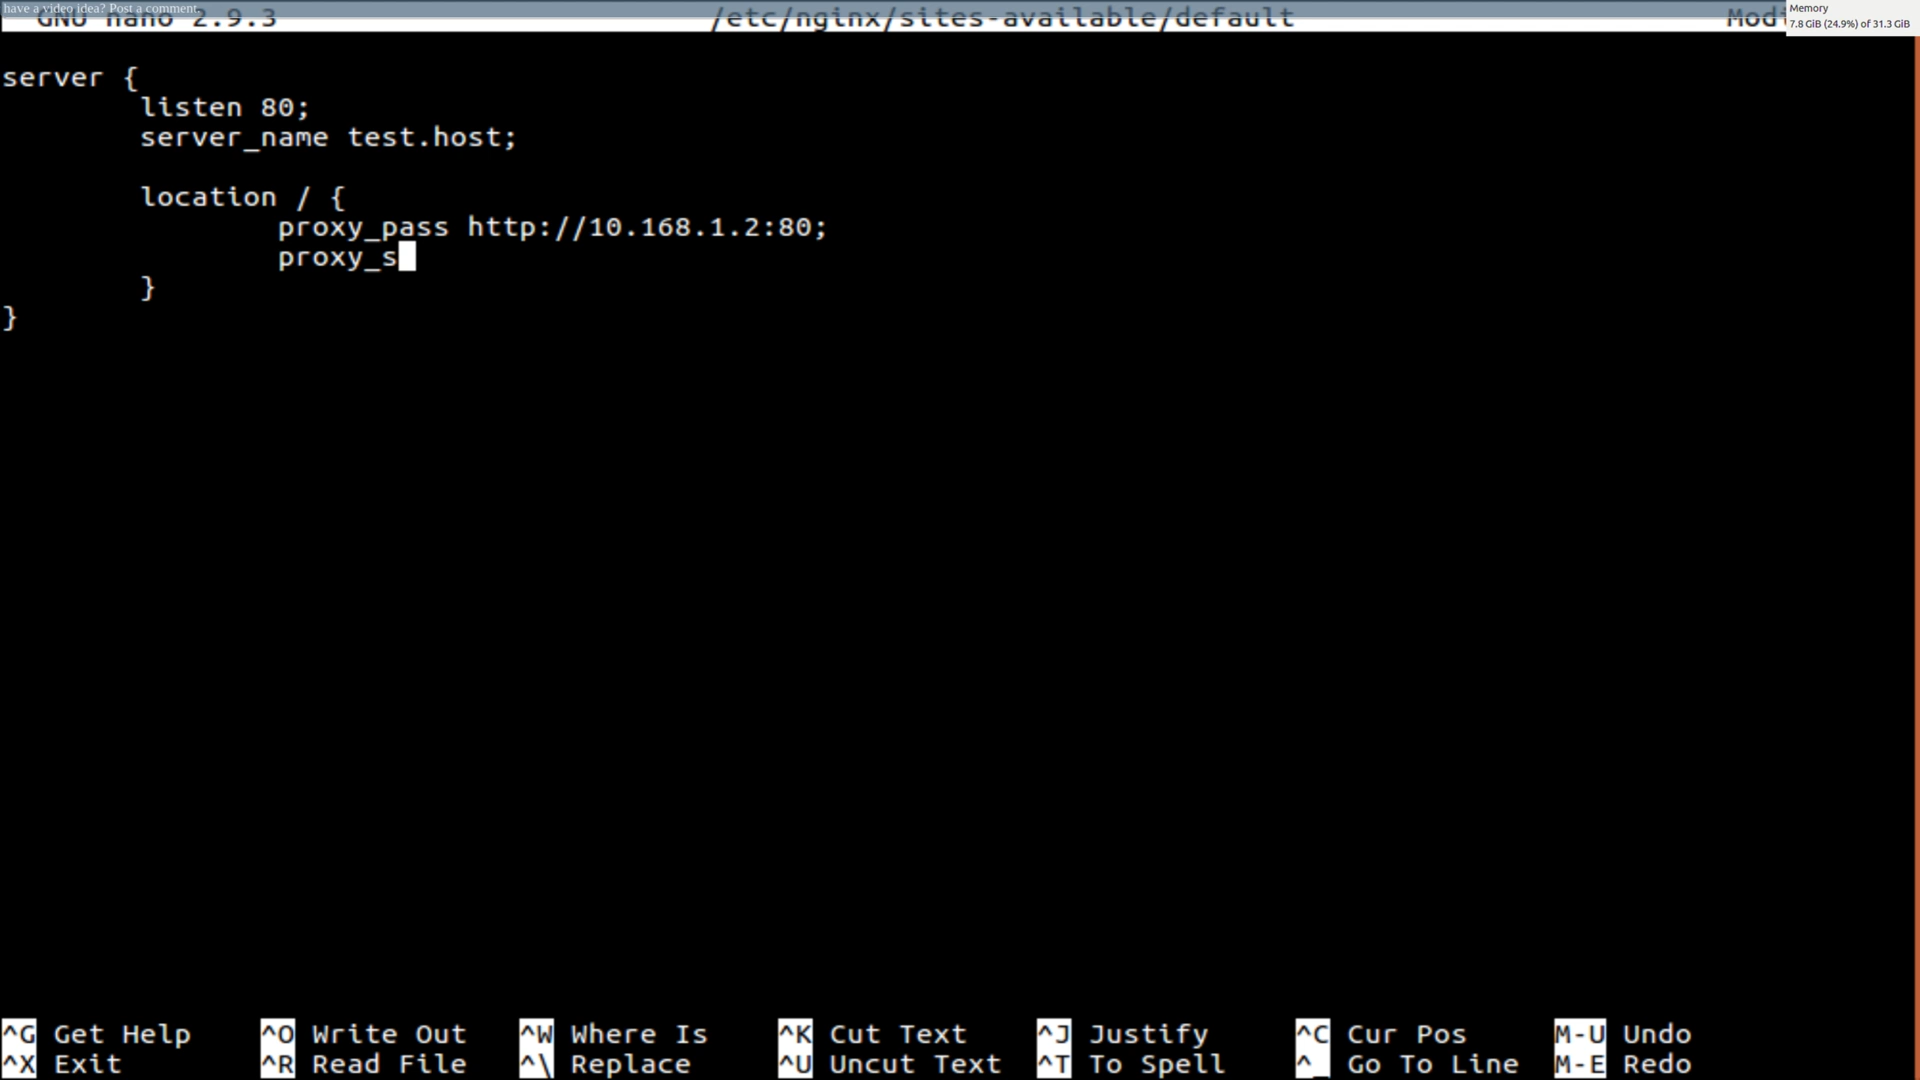 have a video idea? Post a comment.
GNU nano 2.9.3 /etc/nginx/sites-available/default
Memory
7.8 GiB (24.9%) of 31.3 GiB
server {
listen 80;
server_name test.host;
location / {
proxy_pass http://10.168.1.2:80;
proxy_s
}
}
^G Get Help ^O Write Out ^W Where Is ^K Cut Text ^J Justify ^C Cur Pos M-U Undo
^X Exit ^R Read File ^\ Replace ^U Uncut Text ^T To Spell ^_ Go To Line M-E Redo